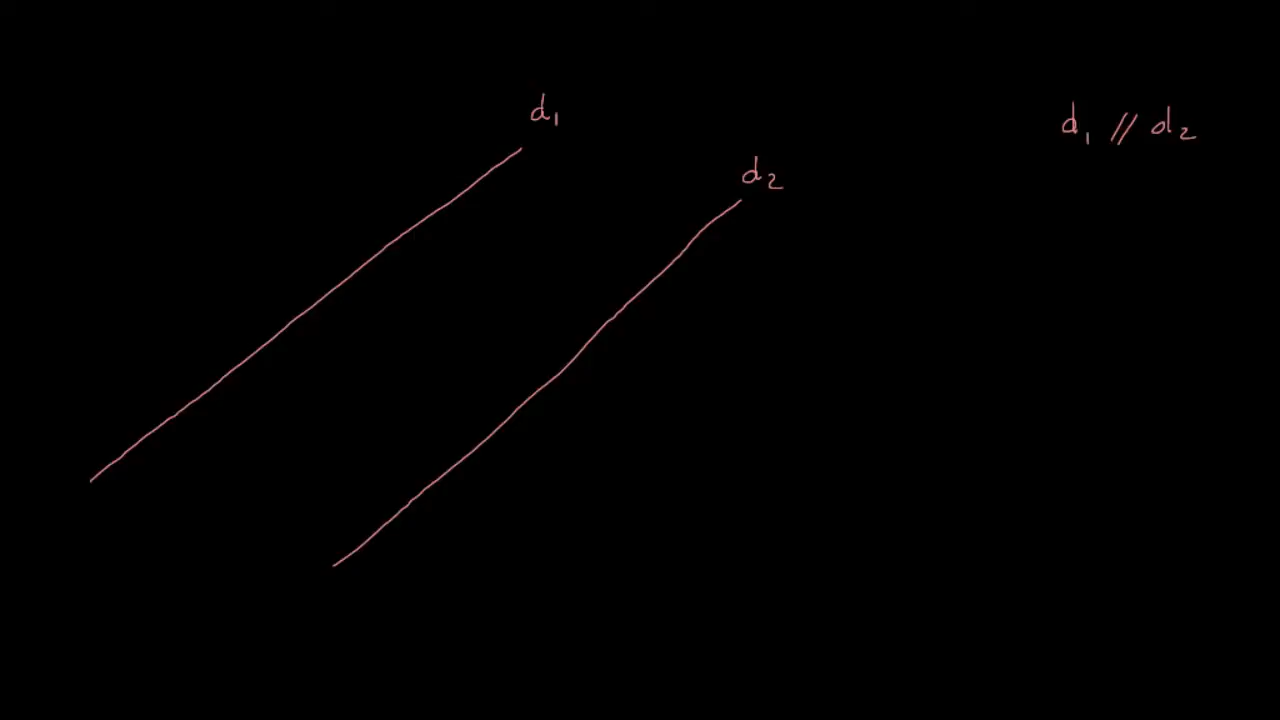 d₁
d₂
d₁ // d₂